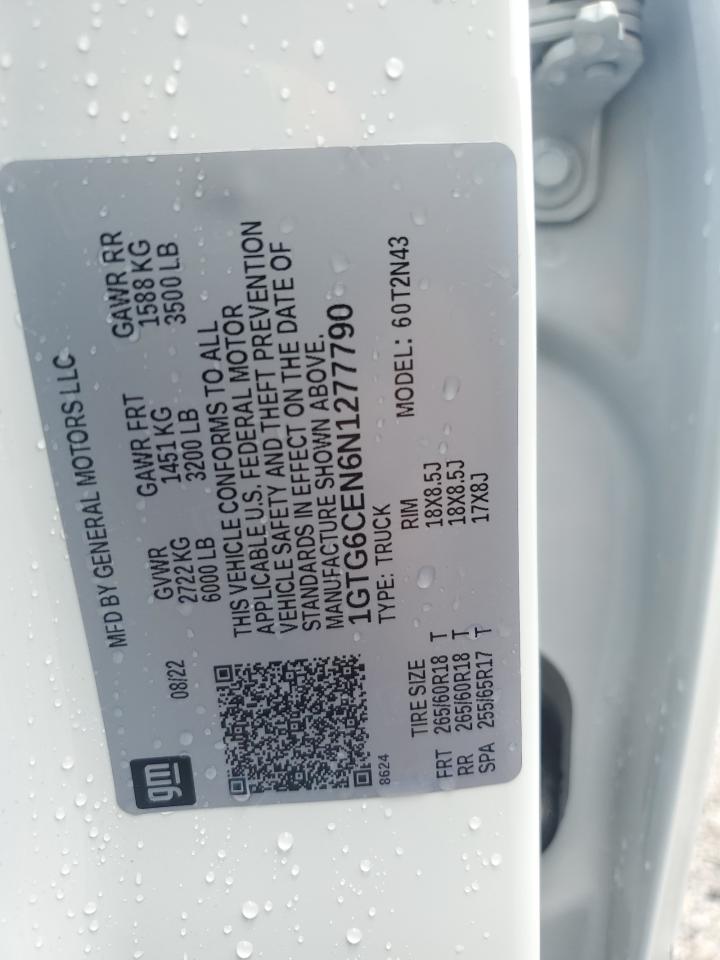 MFD BY GENERAL MOTORS LLC
gm
08/22
GVWR GAWR FRT GAWR RR
2722 KG 1451 KG 1588 KG
6000 LB 3200 LB 3500 LB
THIS VEHICLE CONFORMS TO ALL
APPLICABLE U.S. FEDERAL MOTOR
VEHICLE SAFETY AND THEFT PREVENTION
STANDARDS IN EFFECT ON THE DATE OF
MANUFACTURE SHOWN ABOVE.
1GTG6CEN6N1277790
8624
TYPE: TRUCK MODEL: 60T2N43
TIRE SIZE RIM
FRT 265/60R18 T 18X8.5J
RR 265/60R18 T 18X8.5J
SPA 255/65R17 T 17X8J